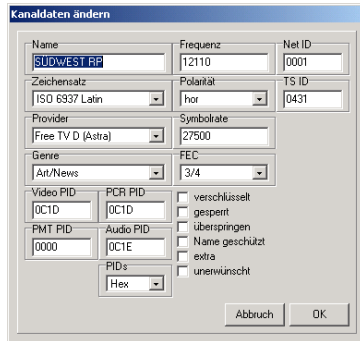 Kanaldaten ändern
Name Frequenz Net ID
SÜDWEST RP 12110 0001
Zeichensatz Polarität TS ID
ISO 6937 Latin hor 0431
Provider Symbolrate
Free TV D (Astra) 27500
Genre FEC
Art/News 3/4
Video PID PCR PID
0C1D 0C1D
PMT PID Audio PID
0000 0C1E
PIDs
Hex
verschlüsselt
gesperrt
überspringen
Name geschützt
extra
unerwünscht
Abbruch OK